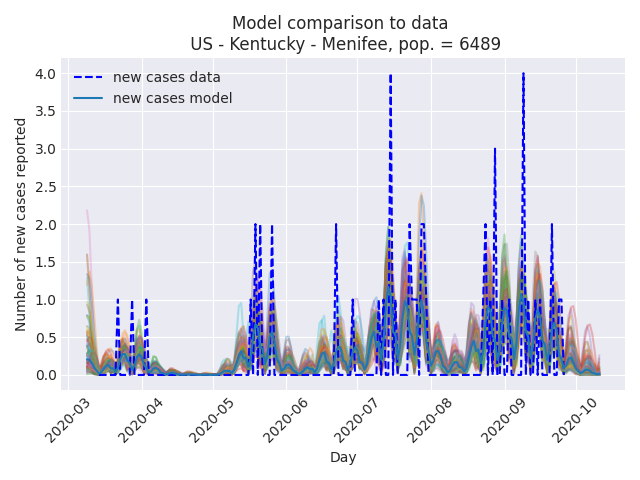 Model comparison to data
US - Kentucky - Menifee, pop. = 6489
new cases data
new cases model
Number of new cases reported
4.0
3.5
3.0
2.5
2.0
1.5
1.0
0.5
0.0
2020-03
2020-04
2020-05
2020-06
2020-07
2020-08
2020-09
2020-10
Day